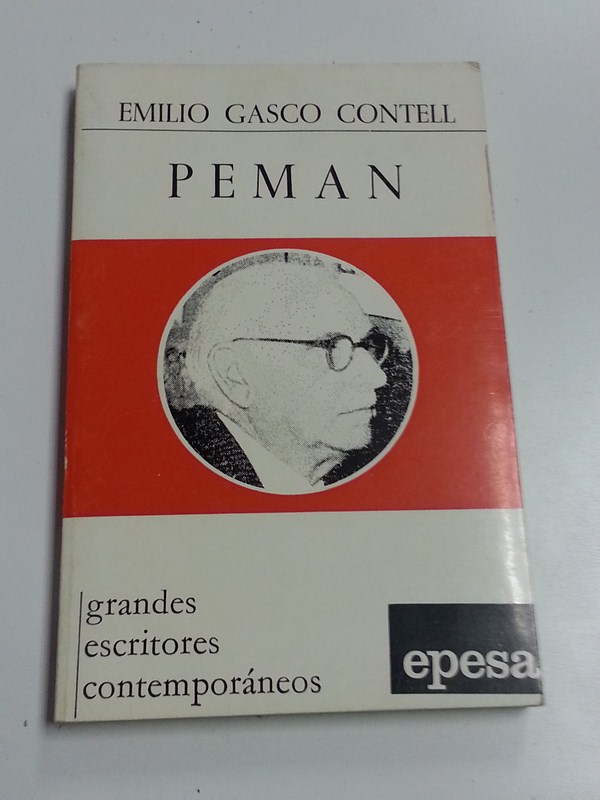 EMILIO GASCO CONTELL
PEMAN
grandes
escritores
contemporáneos
epesa